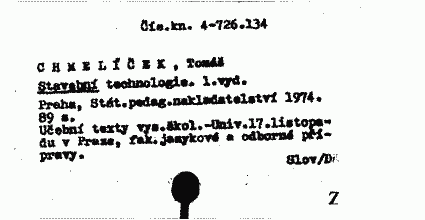 Čís.kn. 4-726.134
CHMELÍČEK, Tomáš
Stavební technologie. 1.vyd.
Praha, Stát.pedag.nakladatelství 1974.
89 s.
Učební texty vys.škol.-Univ.17.listopa-
du v Praze, fak.jazykové a odborné pří-
pravy.
Slov/Dě
Z